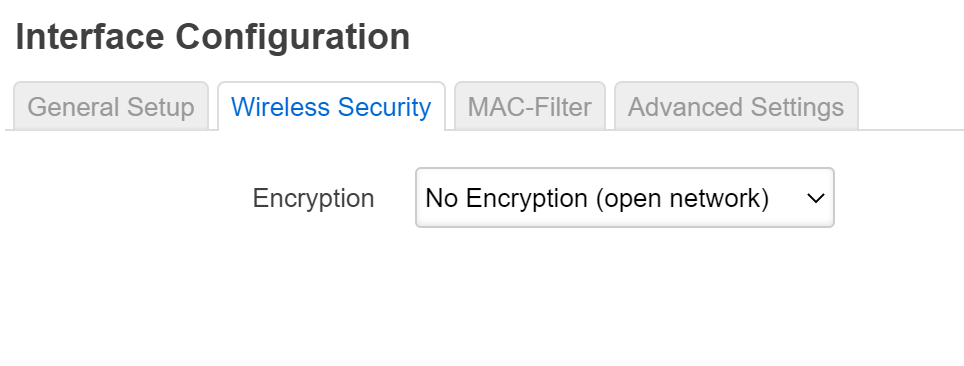 Interface Configuration
General Setup Wireless Security MAC-Filter Advanced Settings
Encryption No Encryption (open network)